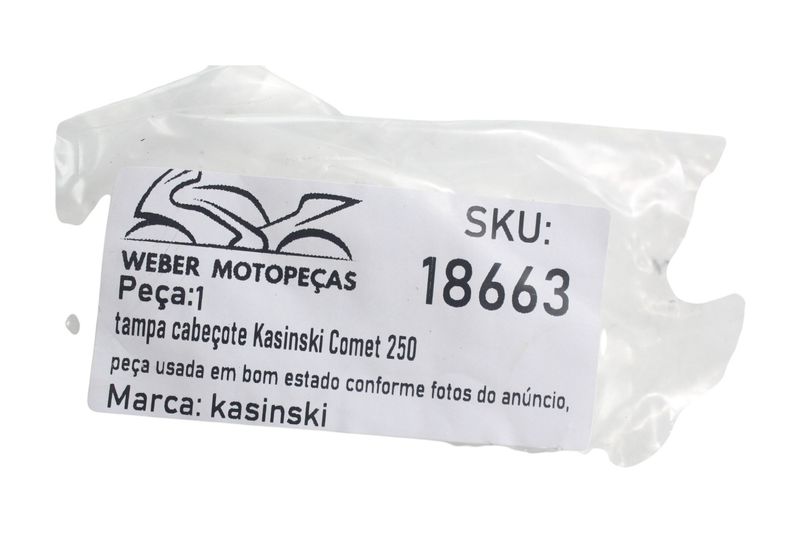 WEBER MOTOPEÇAS
SKU:
18663
Peça:1
tampa cabeçote Kasinski Comet 250
peça usada em bom estado conforme fotos do anúncio,
Marca: kasinski